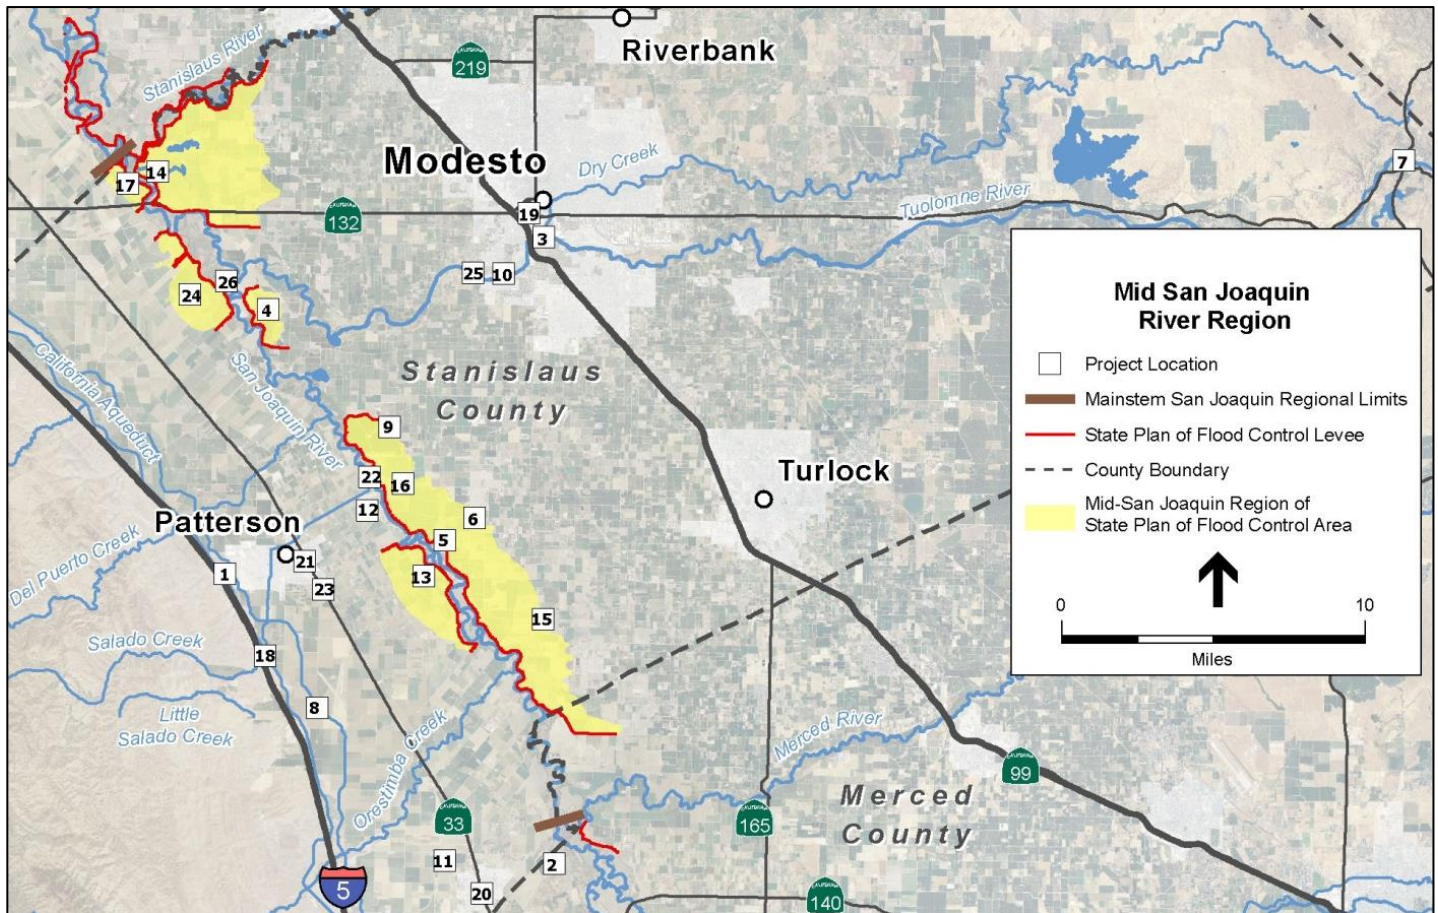 Riverbank
219
Stanislaus River
Modesto
Dry Creek
7
14
17
Tuolomne River
132
19
3
25
10
26
24
4
Mid San Joaquin
River Region
Project Location
Mainstem San Joaquin Regional Limits
State Plan of Flood Control Levee
County Boundary
Mid-San Joaquin Region of
State Plan of Flood Control Area
0
10
Miles
California Aqueduct
San Joaquin River
Stanislaus
County
9
22
16
12
6
5
13
15
Turlock
Patterson
Del Puerto Creek
21
1
23
Salado Creek
18
Little
Salado Creek
8
Orestimba Creek
Merced River
CALIFORNIA
99
Merced
County
33
165
11
2
20
5
140